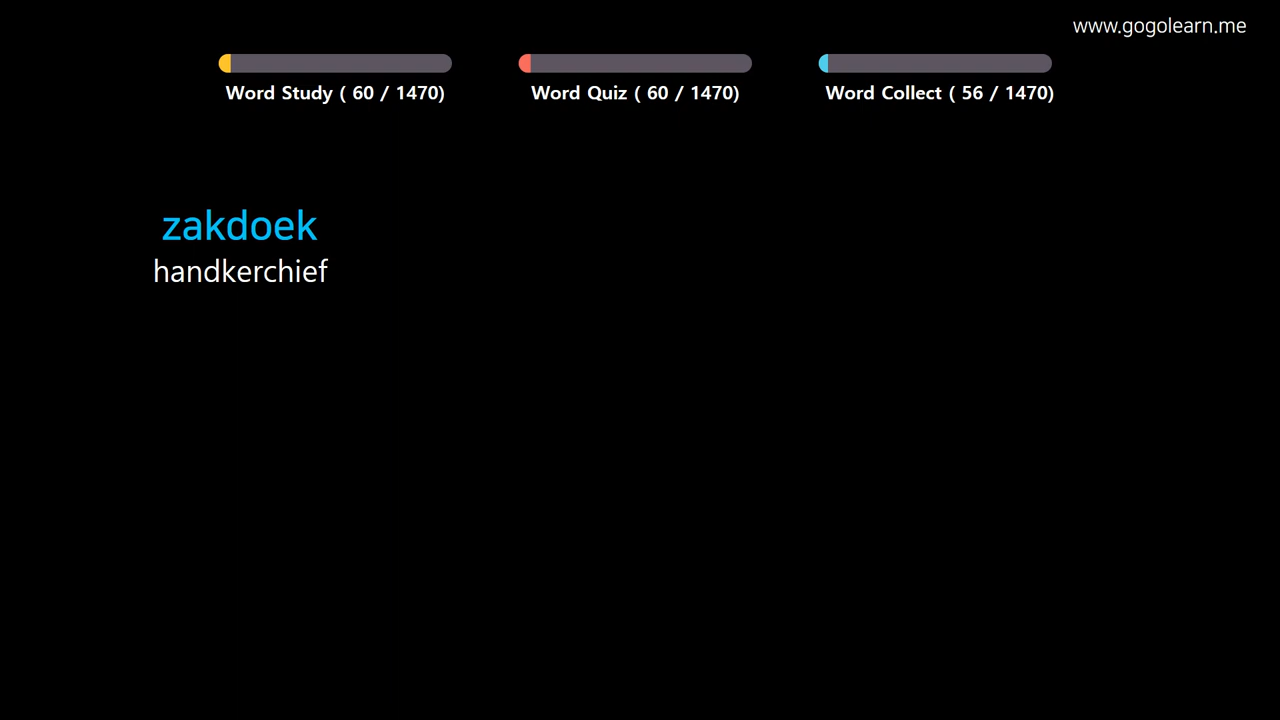 www.gogolearn.me
Word Study ( 60 / 1470)
Word Quiz ( 60 / 1470)
Word Collect ( 56 / 1470)
zakdoek
handkerchief